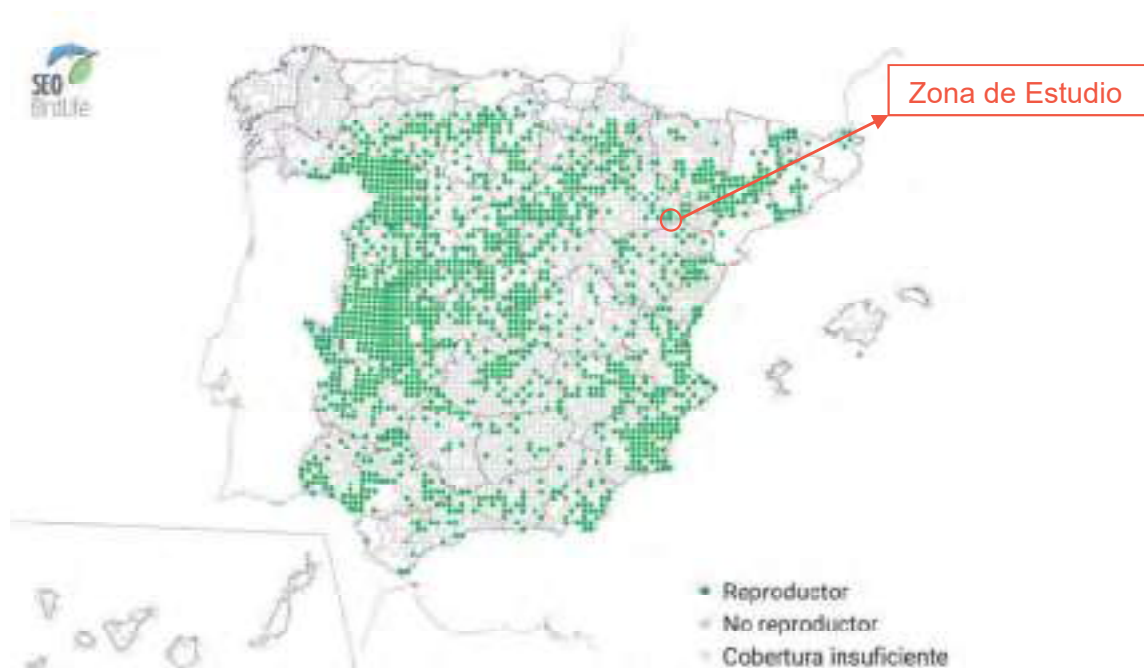 SEO
BirdLife
Zona de Estudio
Reproductor
No reproductor
Cobertura insuficiente